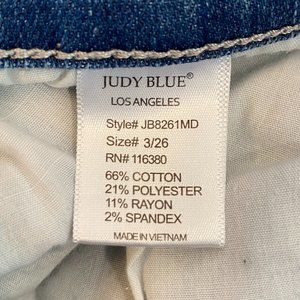 JUDY BLUE®
LOS ANGELES
Style# JB8261MD
Size# 3/26
RN# 116380
66% COTTON
21% POLYESTER
11% RAYON
2% SPANDEX
MADE IN VIETNAM